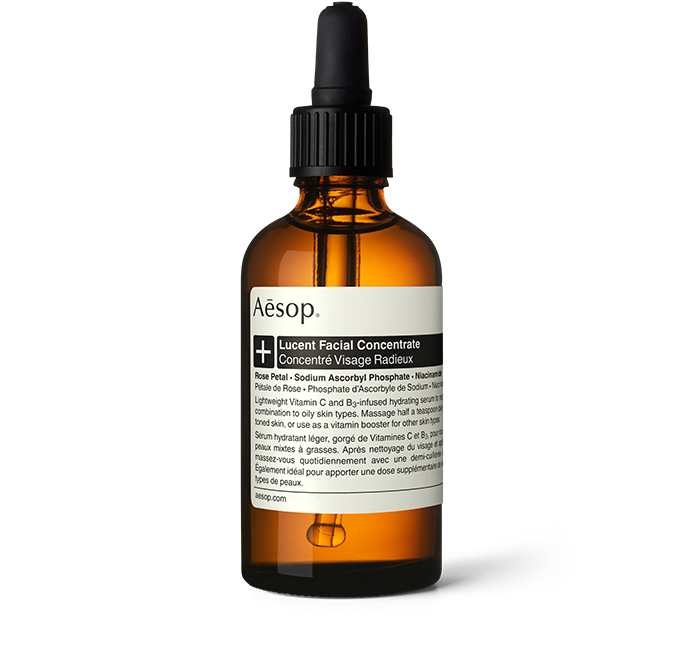 Aēsop®
Lucent Facial Concentrate
Concentré Visage Radieux
Rose Petal • Sodium Ascorbyl Phosphate • Niacinamide
Pétale de Rose • Phosphate d'Ascorbyle de Sodium •
Lightweight Vitamin C and B3-infused hydrating serum to
combination to oily skin types. Massage half a teaspoon
toned skin, or use as a vitamin booster for other skin types.
Sérum hydratant léger, gorgé de Vitamines C et B3,
peaux mixtes à grasses. Après nettoyage du visage et
massez-vous quotidiennement avec une demi-cuillère
Également idéal pour apporter une dose supplémentaire de
types de peaux.
aesop.com